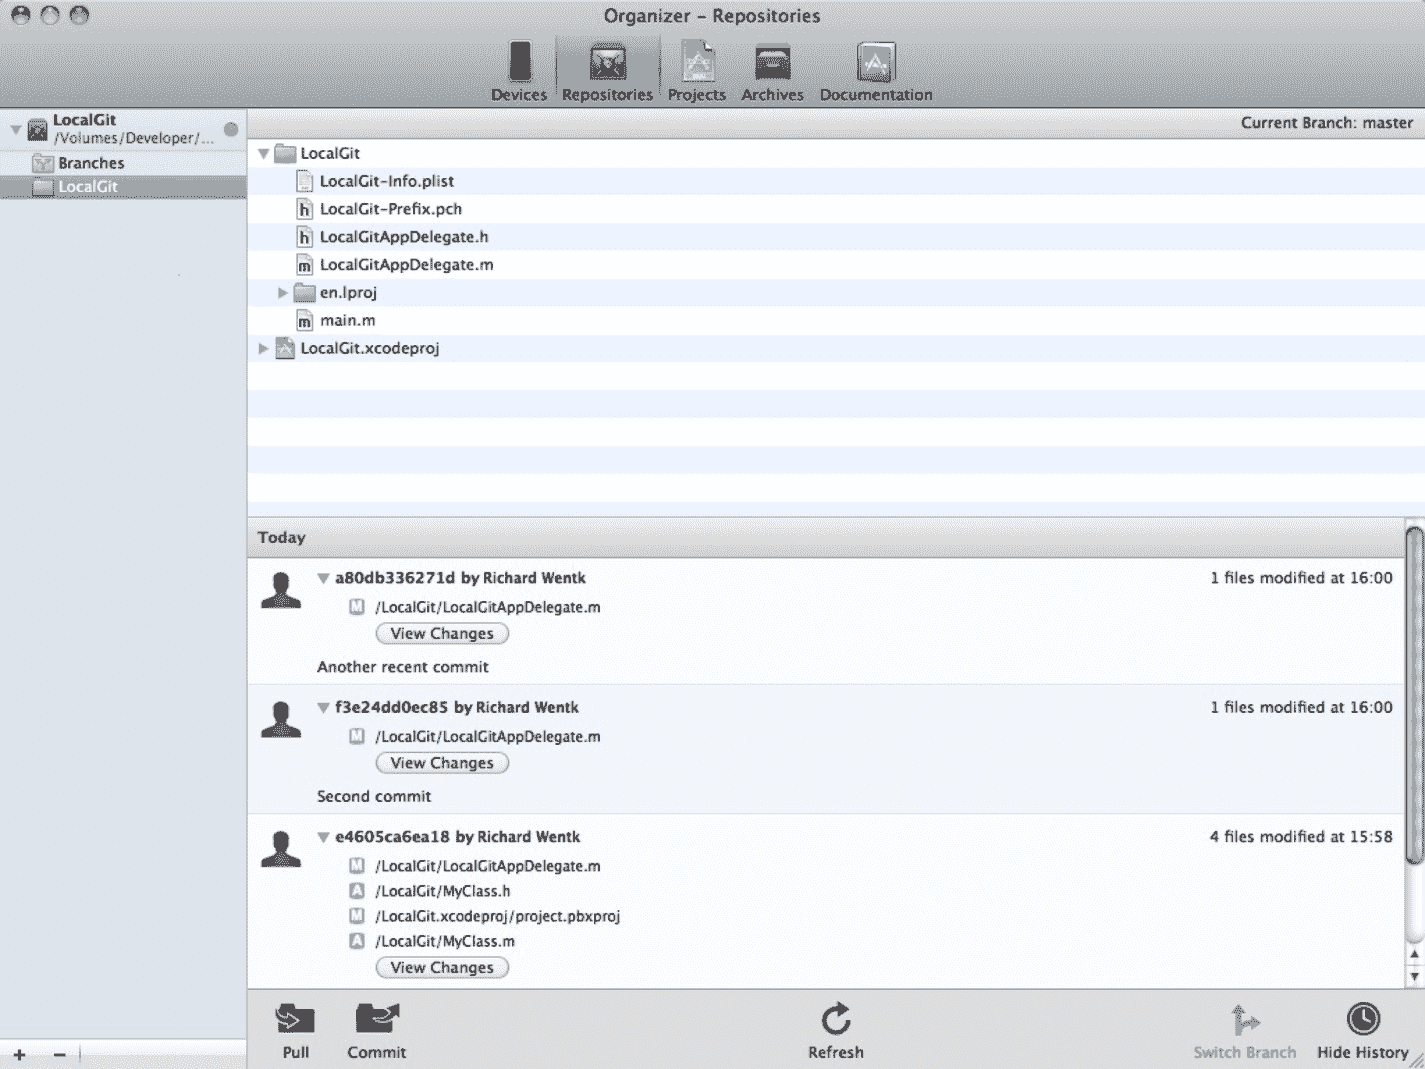 Organizer – Repositories
Devices Repositories Projects Archives Documentation
LocalGit
/Volumes/Developer/...
Branches
LocalGit
Current Branch: master
LocalGit
LocalGit-Info.plist
h LocalGit-Prefix.pch
h LocalGitAppDelegate.h
m LocalGitAppDelegate.m
en.lproj
m main.m
LocalGit.xcodeproj
Today
a80db336271d by Richard Wentk 1 files modified at 16:00
M /LocalGit/LocalGitAppDelegate.m
View Changes
Another recent commit
f3e24dd0ec85 by Richard Wentk 1 files modified at 16:00
M /LocalGit/LocalGitAppDelegate.m
View Changes
Second commit
e4605ca6ea18 by Richard Wentk 4 files modified at 15:58
M /LocalGit/LocalGitAppDelegate.m
A /LocalGit/MyClass.h
M /LocalGit.xcodeproj/project.pbxproj
A /LocalGit/MyClass.m
View Changes
Pull Commit Refresh Switch Branch Hide History